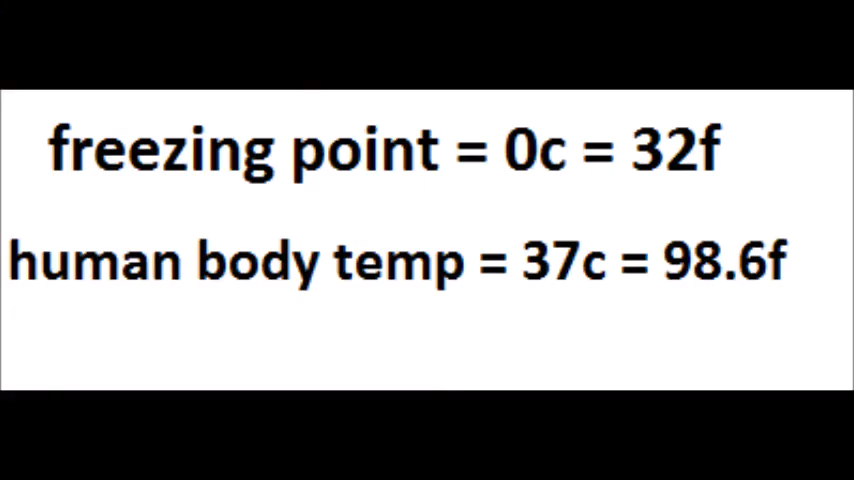 freezing point = 0c = 32f
human body temp = 37c = 98.6f